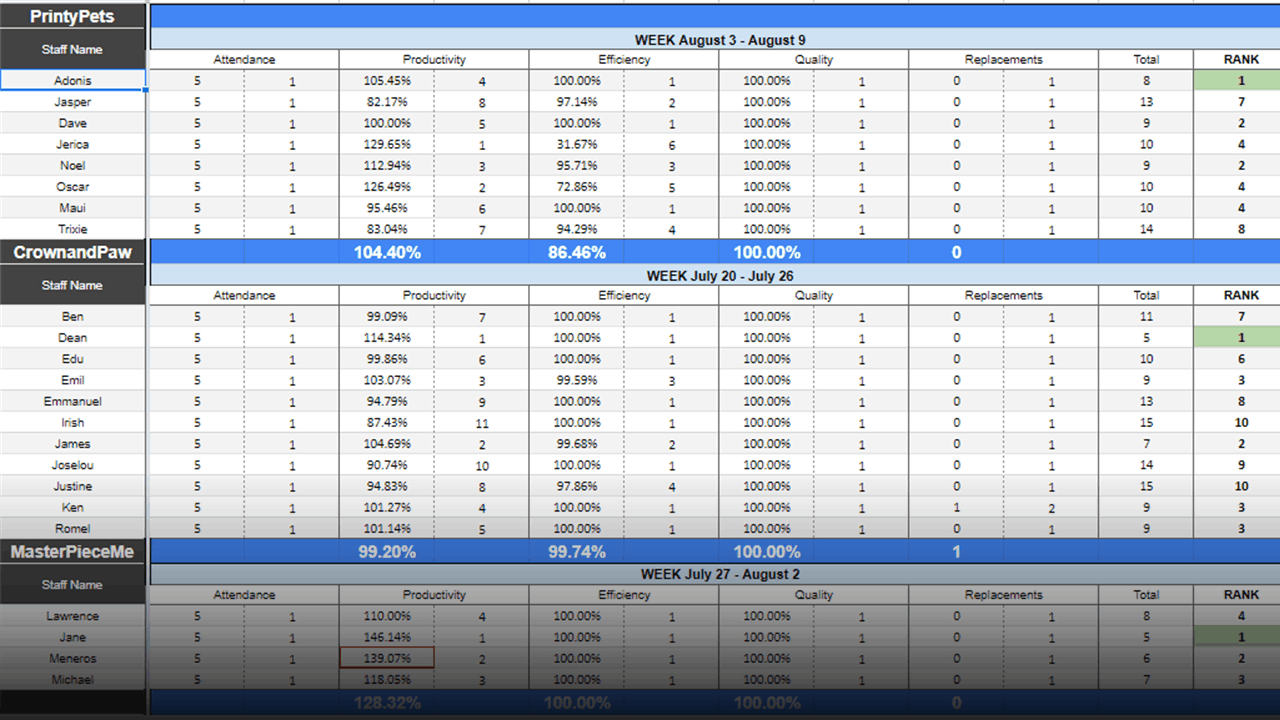 PrintyPets
WEEK August 3 - August 9
Staff Name
Attendance Productivity Efficiency Quality Replacements Total RANK
Adonis 5 1 105.45% 4 100.00% 1 100.00% 1 0 1 8 1
Jasper 5 1 82.17% 8 97.14% 2 100.00% 1 0 1 13 7
Dave 5 1 100.00% 5 100.00% 1 100.00% 1 0 1 9 2
Jerica 5 1 129.65% 1 31.67% 6 100.00% 1 0 1 10 4
Noel 5 1 112.94% 3 95.71% 3 100.00% 1 0 1 9 2
Oscar 5 1 126.49% 2 72.86% 5 100.00% 1 0 1 10 4
Maui 5 1 95.46% 6 100.00% 1 100.00% 1 0 1 10 4
Trixie 5 1 83.04% 7 94.29% 4 100.00% 1 0 1 14 8
CrownandPaw 104.40% 86.46% 100.00% 0
WEEK July 20 - July 26
Staff Name
Attendance Productivity Efficiency Quality Replacements Total RANK
Ben 5 1 99.09% 7 100.00% 1 100.00% 1 0 1 11 7
Dean 5 1 114.34% 1 100.00% 1 100.00% 1 0 1 5 1
Edu 5 1 99.86% 6 100.00% 1 100.00% 1 0 1 10 6
Emil 5 1 103.07% 3 99.59% 3 100.00% 1 0 1 9 3
Emmanuel 5 1 94.79% 9 100.00% 1 100.00% 1 0 1 13 8
Irish 5 1 87.43% 11 100.00% 1 100.00% 1 0 1 15 10
James 5 1 104.69% 2 99.68% 2 100.00% 1 0 1 7 2
Joselou 5 1 90.74% 10 100.00% 1 100.00% 1 0 1 14 9
Justine 5 1 94.83% 8 97.86% 4 100.00% 1 0 1 15 10
Ken 5 1 101.27% 4 100.00% 1 100.00% 1 1 2 9 3
Romel 5 1 101.14% 5 100.00% 1 100.00% 1 0 1 9 3
MasterPieceMe 99.20% 99.74% 100.00% 1
WEEK July 27 - August 2
Staff Name
Attendance Productivity Efficiency Quality Replacements Total RANK
Lawrence 5 1 110.00% 4 100.00% 1 100.00% 1 0 1 8 4
Jane 5 1 146.14% 1 100.00% 1 100.00% 1 0 1 5 1
Meneros 5 1 139.07% 2 100.00% 1 100.00% 1 0 1 6 2
Michael 5 1 118.05% 3 100.00% 1 100.00% 1 0 1 7 3
128.32% 100.00% 100.00% 0